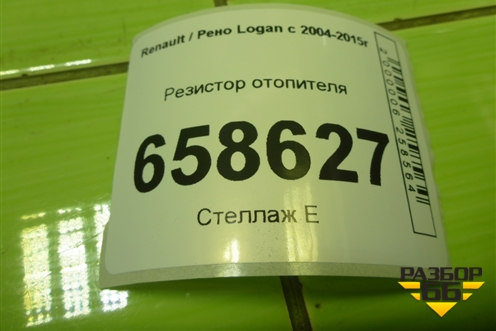 Renault / Рено Logan с 2004-2015г
Резистор отопителя
658627
Стеллаж Е
РАЗБОР
66